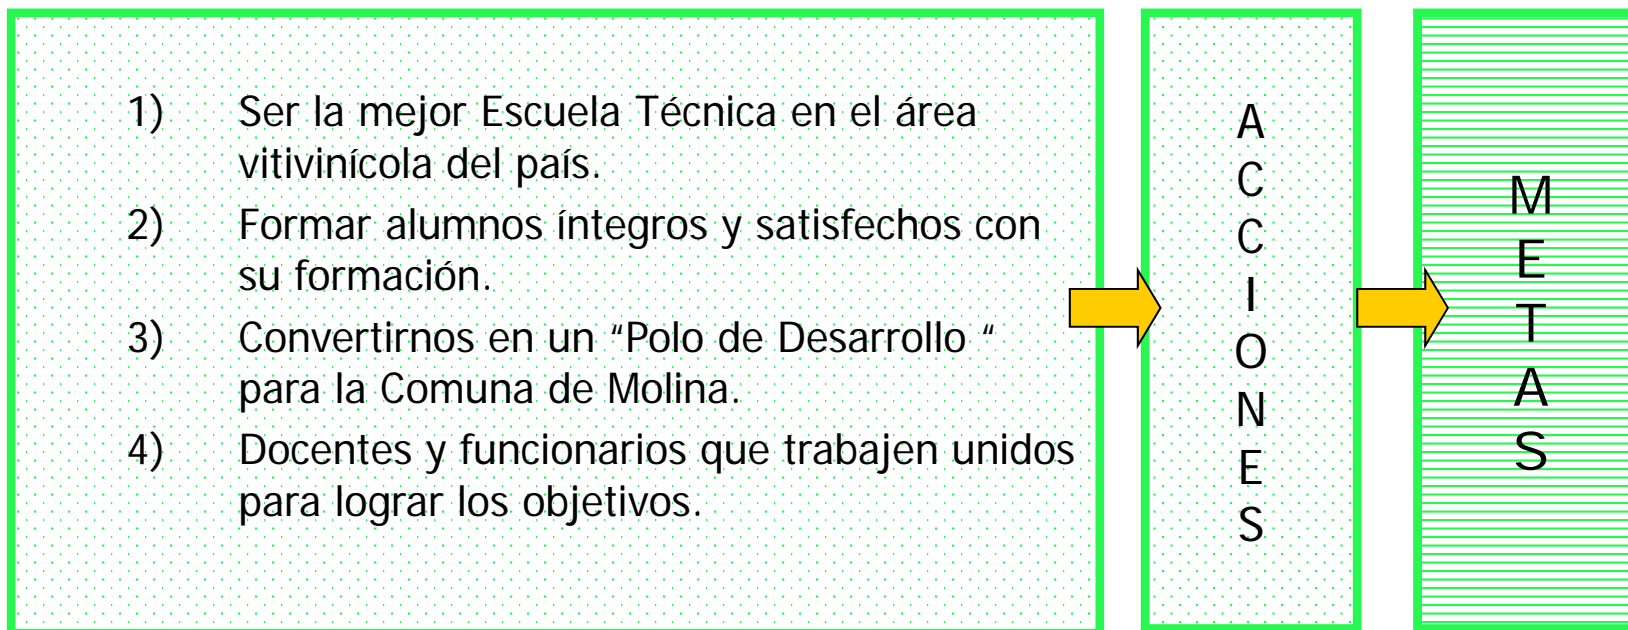 1) Ser la mejor Escuela Técnica en el área
vitivinícola del país.
2) Formar alumnos íntegros y satisfechos con
su formación.
3) Convertirnos en un “Polo de Desarrollo “
para la Comuna de Molina.
4) Docentes y funcionarios que trabajen unidos
para lograr los objetivos.
A
C
C
I
O
N
E
S
M
E
T
A
S